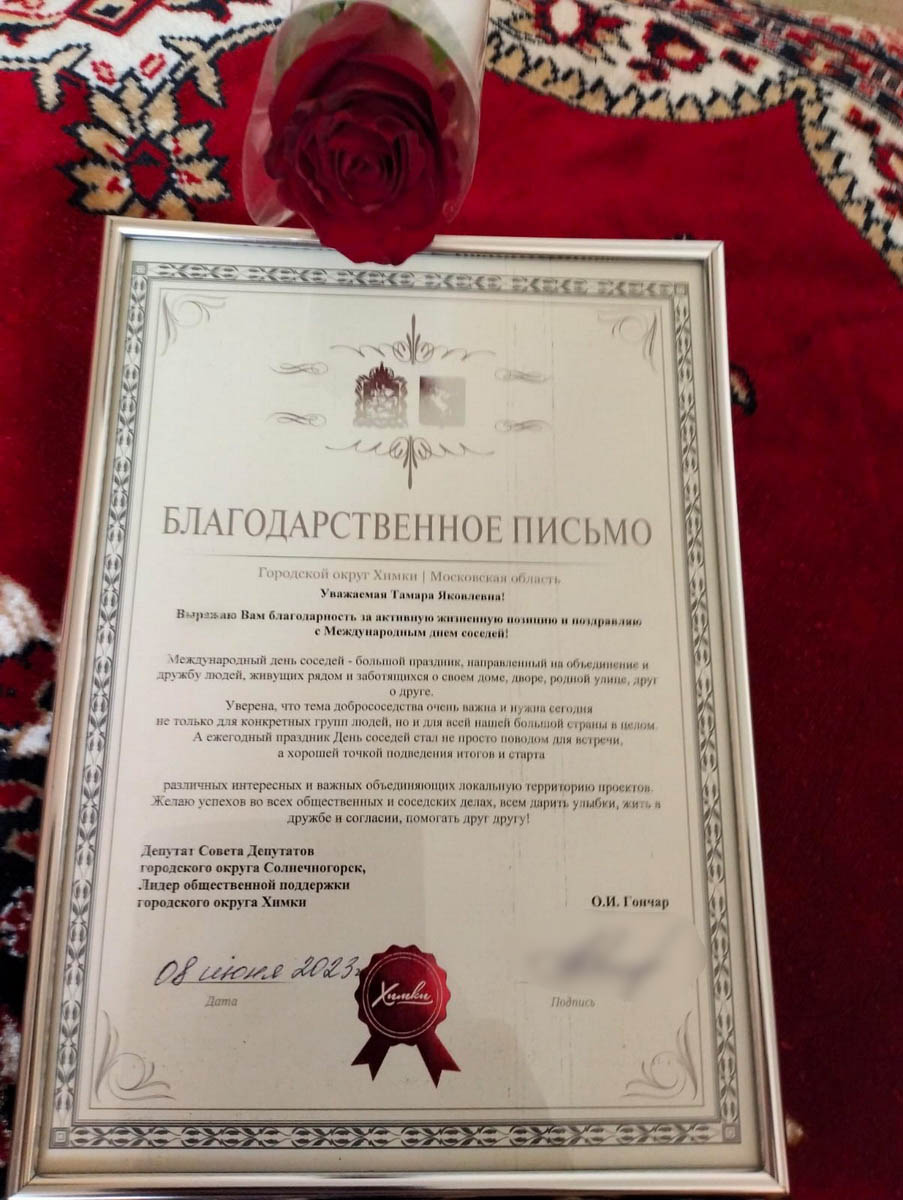 БЛАГОДАРСТВЕННОЕ ПИСЬМО
Городской округ Химки | Московская область
Уважаемая Тамара Яковлевна!
Выражаю Вам благодарность за активную жизненную позицию и поздравляю
с Международным днем соседей!
Международный день соседей - большой праздник, направленный на объединение и
дружбу людей, живущих рядом и заботящихся о своем доме, дворе, родной улице, друг
о друге.
Уверена, что тема добрососедства очень важна и нужна сегодня
не только для конкретных групп людей, но и для всей нашей большой страны в целом.
А ежегодный праздник День соседей стал не просто поводом для встречи,
а хорошей точкой подведения итогов и старта
различных интересных и важных объединяющих локальную территорию проектов.
Желаю успехов во всех общественных и соседских делах, всем дарить улыбки, жить в
дружбе и согласии, помогать друг другу!
Депутат Совета Депутатов
городского округа Солнечногорск,
Лидер общественной поддержки
городского округа Химки
О.И. Гончар
08 июня 2023г
Дата
Химки
Подпись